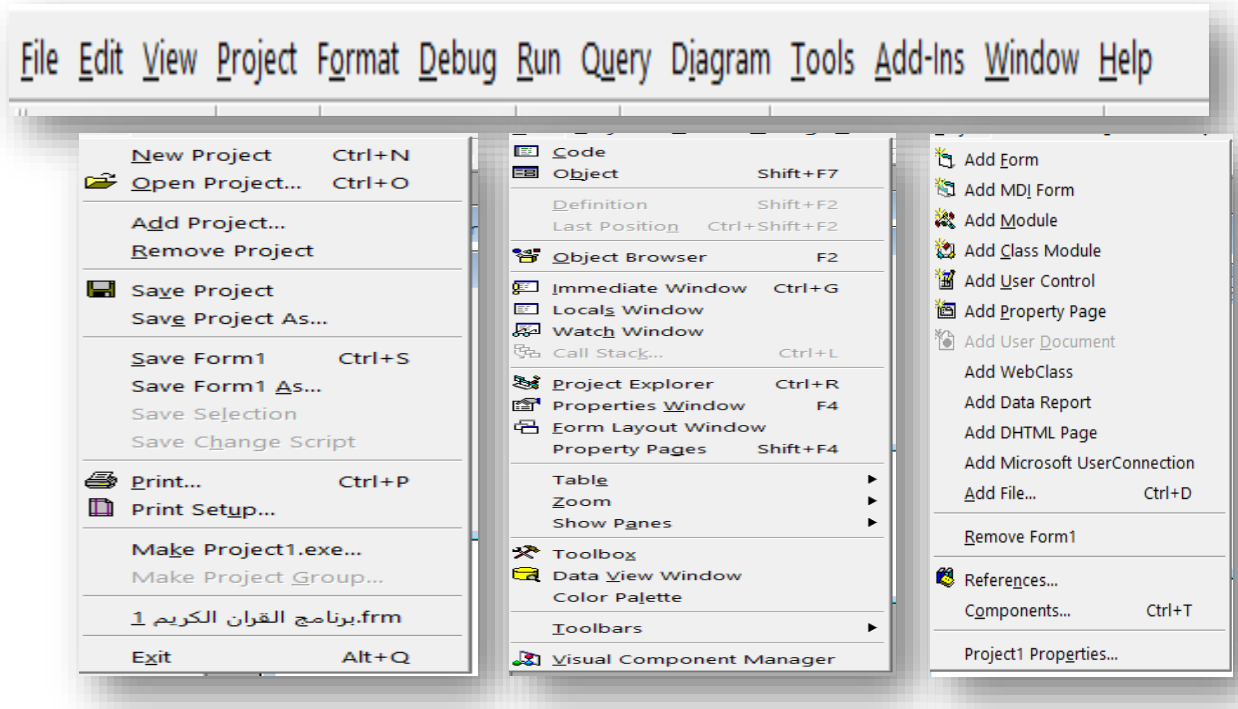 File Edit View Project Format Debug Run Query Diagram Tools Add-Ins Window Help
New Project Ctrl+N
Open Project... Ctrl+O
Add Project...
Remove Project
Save Project
Save Project As...
Save Form1 Ctrl+S
Save Form1 As...
Save Selection
Save Change Script
Print... Ctrl+P
Print Setup...
Make Project1.exe...
Make Project Group...
1 برنامج القران الكريم.frm
Exit Alt+Q
Code
Object Shift+F7
Definition Shift+F2
Last Position Ctrl+Shift+F2
Object Browser F2
Immediate Window Ctrl+G
Locals Window
Watch Window
Call Stack... Ctrl+L
Project Explorer Ctrl+R
Properties Window F4
Form Layout Window
Property Pages Shift+F4
Table
Zoom
Show Panes
Toolbox
Data View Window
Color Palette
Toolbars
Visual Component Manager
Add Form
Add MDI Form
Add Module
Add Class Module
Add User Control
Add Property Page
Add User Document
Add WebClass
Add Data Report
Add DHTML Page
Add Microsoft UserConnection
Add File... Ctrl+D
Remove Form1
References...
Components... Ctrl+T
Project1 Properties...